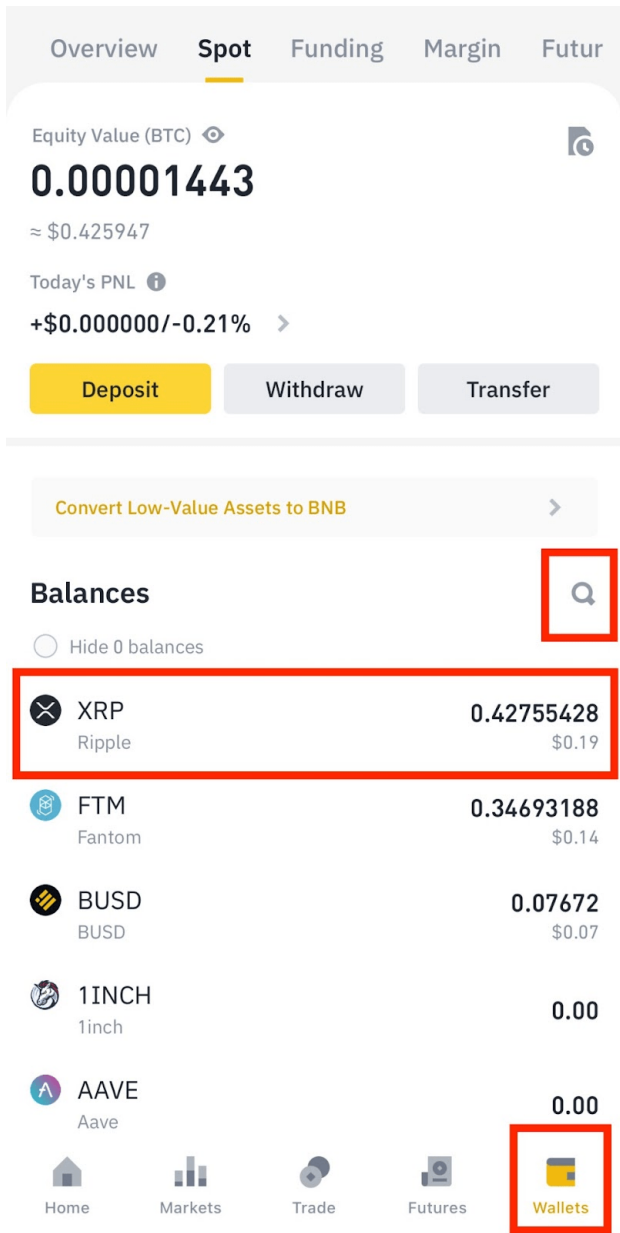 Overview Spot Funding Margin Futur
Equity Value (BTC)
0.00001443
≈ $0.425947
Today's PNL
+$0.000000/-0.21%
Deposit Withdraw Transfer
Convert Low-Value Assets to BNB
Balances
Hide 0 balances
XRP 0.42755428
Ripple $0.19
FTM 0.34693188
Fantom $0.14
BUSD 0.07672
BUSD $0.07
1INCH 0.00
1inch
AAVE 0.00
Aave
Home Markets Trade Futures Wallets